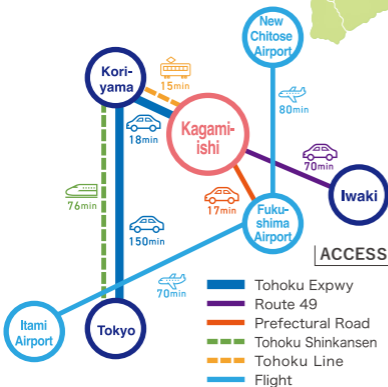 New
Chitose
Airport
Kori-
yama
15min
18min
Kagami-
ishi
80min
70min
Iwaki
17min
76min
150min
Fuku-
shima
Airport
70min
Itami
Airport
Tokyo
ACCESS
Tohoku Expwy
Route 49
Prefectural Road
Tohoku Shinkansen
Tohoku Line
Flight